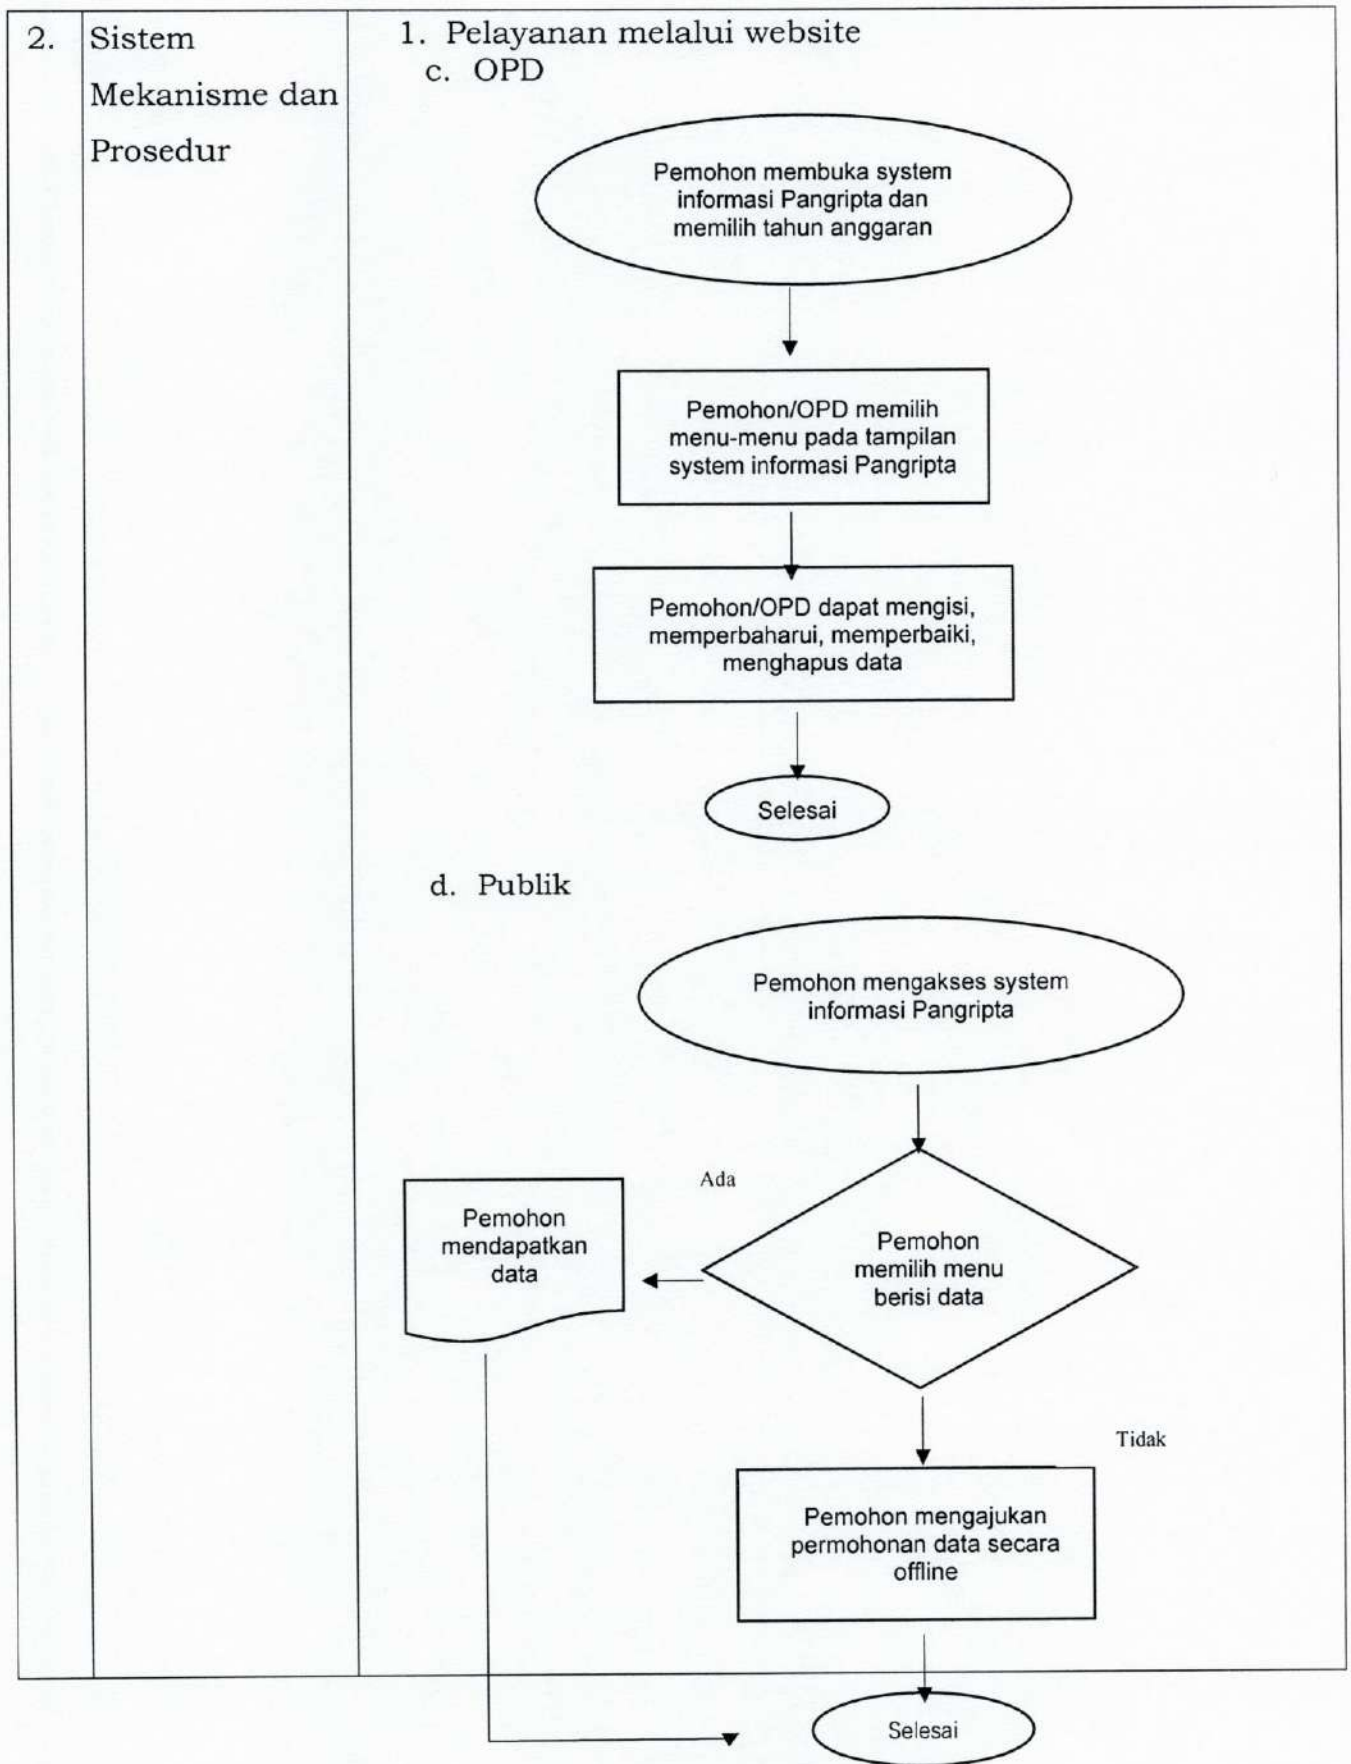 2.
Sistem
Mekanisme dan
Prosedur
1. Pelayanan melalui website
c. OPD
Pemohon membuka system
informasi Pangripta dan
memilih tahun anggaran
Pemohon/OPD memilih
menu-menu pada tampilan
system informasi Pangripta
Pemohon/OPD dapat mengisi,
memperbaharui, memperbaiki,
menghapus data
Selesai
d. Publik
Pemohon mengakses system
informasi Pangripta
Ada
Pemohon
mendapatkan
data
Pemohon
memilih menu
berisi data
Tidak
Pemohon mengajukan
permohonan data secara
offline
Selesai